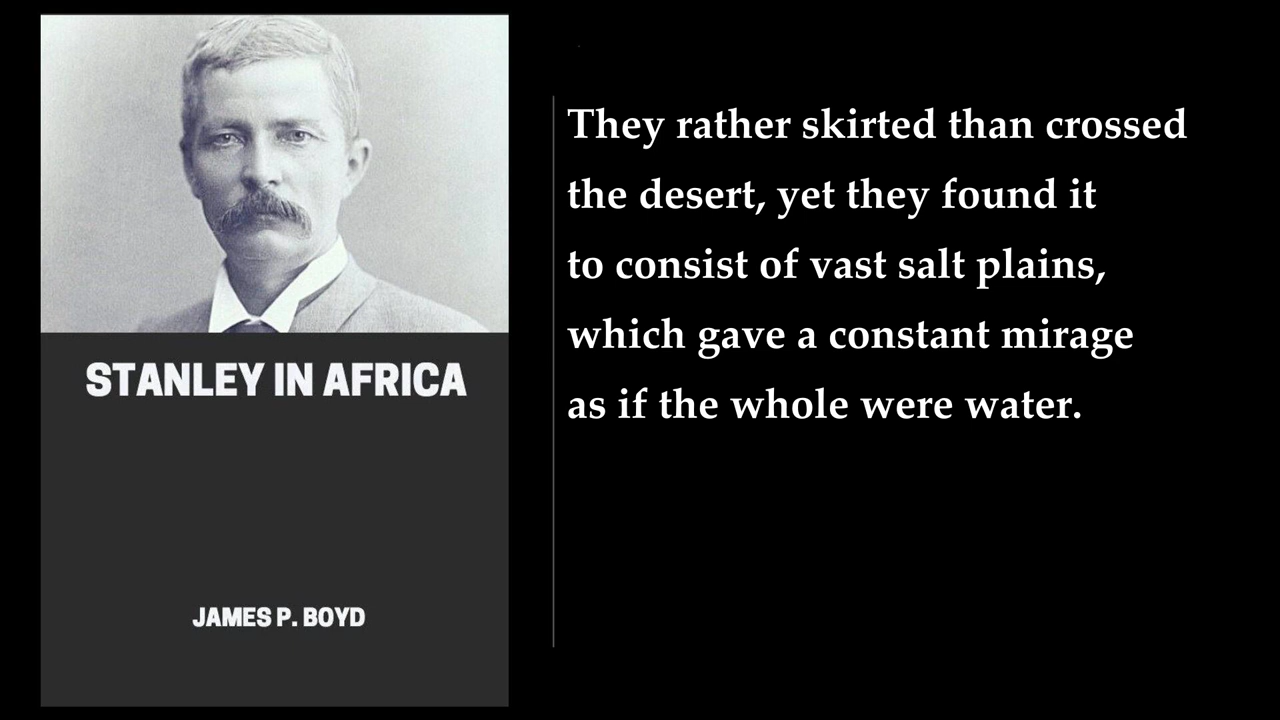 STANLEY IN AFRICA
JAMES P. BOYD
They rather skirted than crossed
the desert, yet they found it
to consist of vast salt plains,
which gave a constant mirage
as if the whole were water.